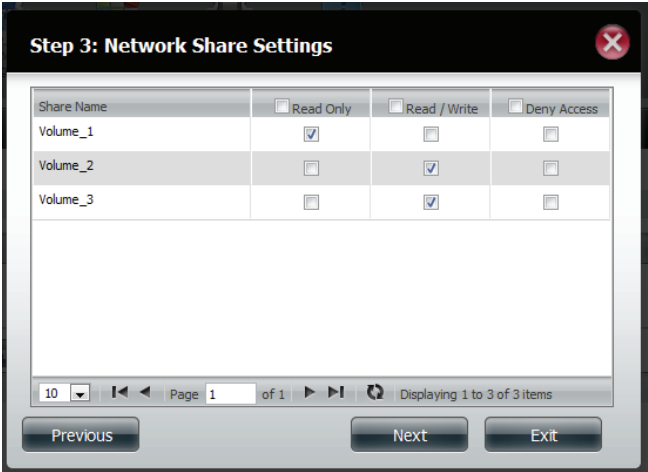 Step 3: Network Share Settings
Share Name Read Only Read / Write Deny Access
Volume_1
Volume_2
Volume_3
10 Page 1 of 1 Displaying 1 to 3 of 3 items
Previous Next Exit